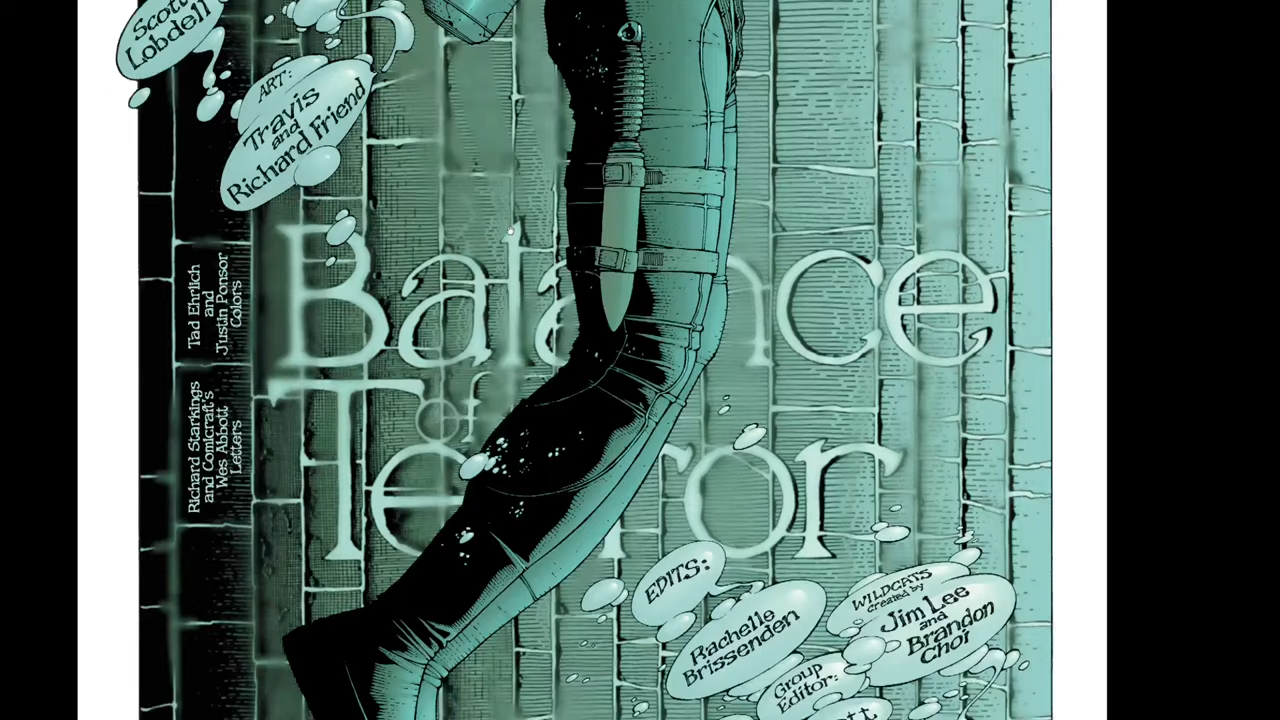 Scott
Lobdell
ART:
Travis
and
Richard Friend
Tad Ehrlich
and
Justin Ponsor
Colors
Richard Starkings
and Comicraft's
Wes Abbott
Letters
Balance
of
Terror
EDITS:
Rachelle
Brissenden
WILDCATS
created by
Jim Lee
and
Brandon
Choi
Group
Editor: